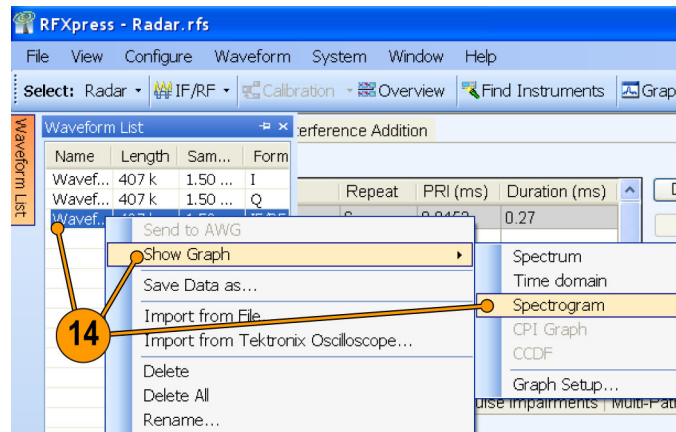 RFXpress - Radar.rfs
File View Configure Waveform System Window Help
Select: Radar IF/RF Calibration Overview Find Instruments Grap
Waveform List
Waveform List
erference Addition
Name Length Sam... Form
Wavef... 407 k 1.50 ... I
Repeat PRI (ms) Duration (ms)
Wavef... 407 k 1.50 ... Q
Wavef... 0.27
Send to AWG
Show Graph
Spectrum
Save Data as...
Time domain
Spectrogram
Import from File...
14
CPI Graph
Import from Tektronix Oscilloscope...
CCDF
Delete
Graph Setup...
Delete All
Multi-Pat
Rename...